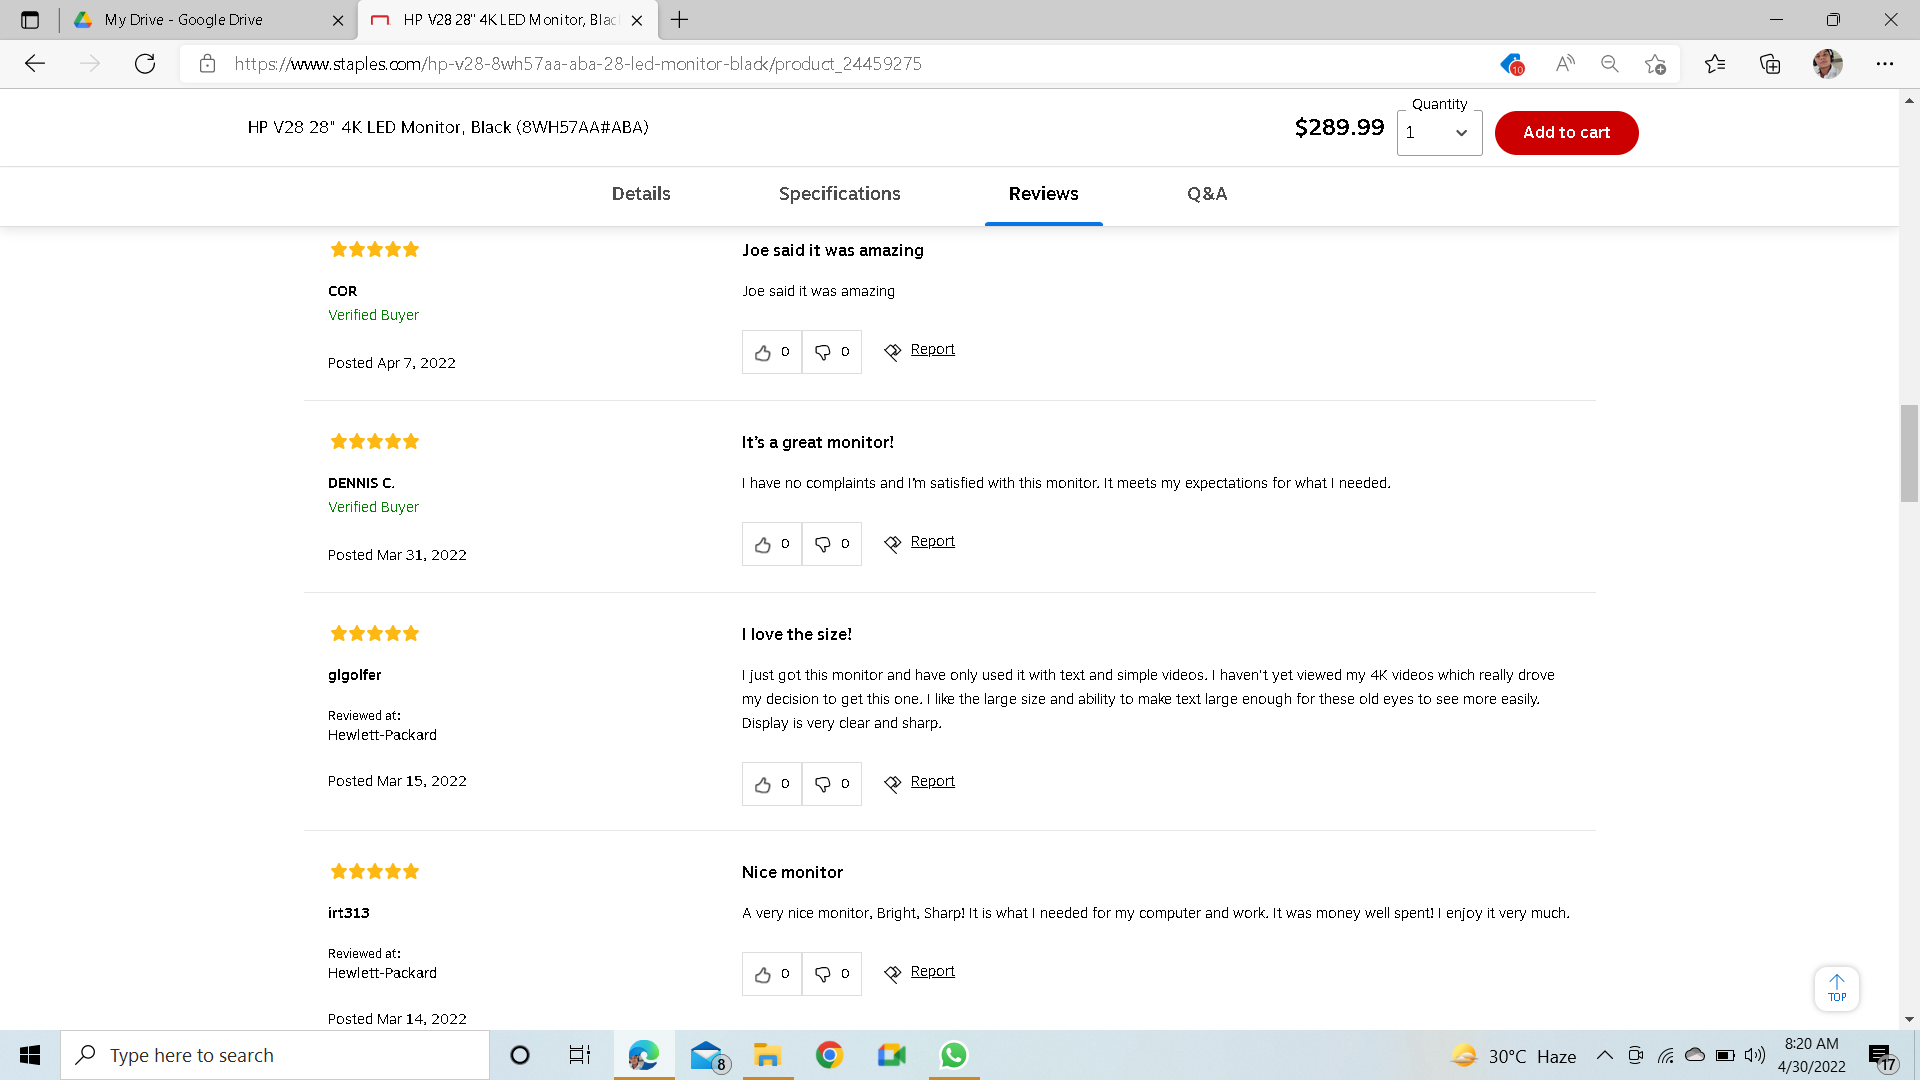 My Drive - Google Drive
HP V28 28" 4K LED Monitor, Blac
https://www.staples.com/hp-v28-8wh57aa-aba-28-led-monitor-black/product_24459275
10
HP V28 28" 4K LED Monitor, Black (8WH57AA#ABA)
$289.99
Quantity
1
Add to cart
Details
Specifications
Reviews
Q&A
Joe said it was amazing
COR
Verified Buyer
Posted Apr 7, 2022
Joe said it was amazing
0
0
Report
It's a great monitor!
DENNIS C.
Verified Buyer
Posted Mar 31, 2022
I have no complaints and I'm satisfied with this monitor. It meets my expectations for what I needed.
0
0
Report
I love the size!
glgolfer
Reviewed at:
Hewlett-Packard
Posted Mar 15, 2022
I just got this monitor and have only used it with text and simple videos. I haven't yet viewed my 4K videos which really drove
my decision to get this one. I like the large size and ability to make text large enough for these old eyes to see more easily.
Display is very clear and sharp.
0
0
Report
Nice monitor
irt313
Reviewed at:
Hewlett-Packard
Posted Mar 14, 2022
A very nice monitor, Bright, Sharp! It is what I needed for my computer and work. It was money well spent! I enjoy it very much.
0
0
Report
TOP
Type here to search
8
30°C Haze
8:20 AM
4/30/2022
17